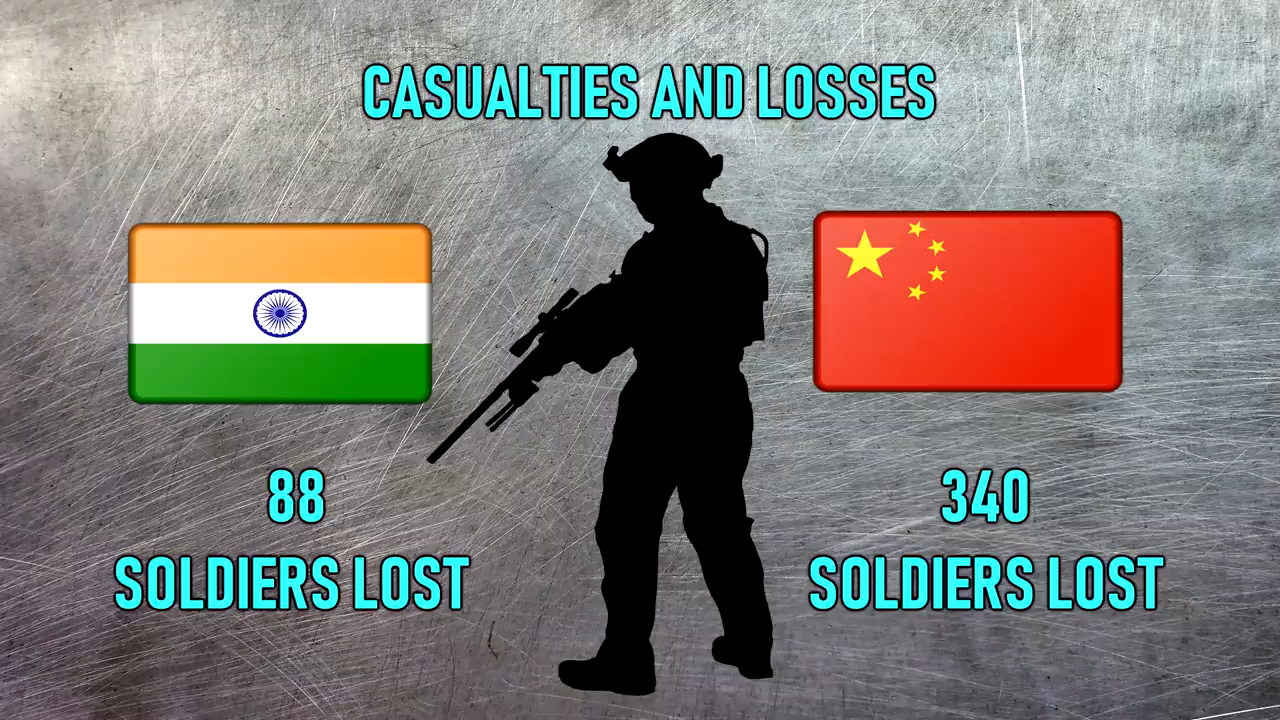 CASUALTIES AND LOSSES
88
SOLDIERS LOST
340
SOLDIERS LOST